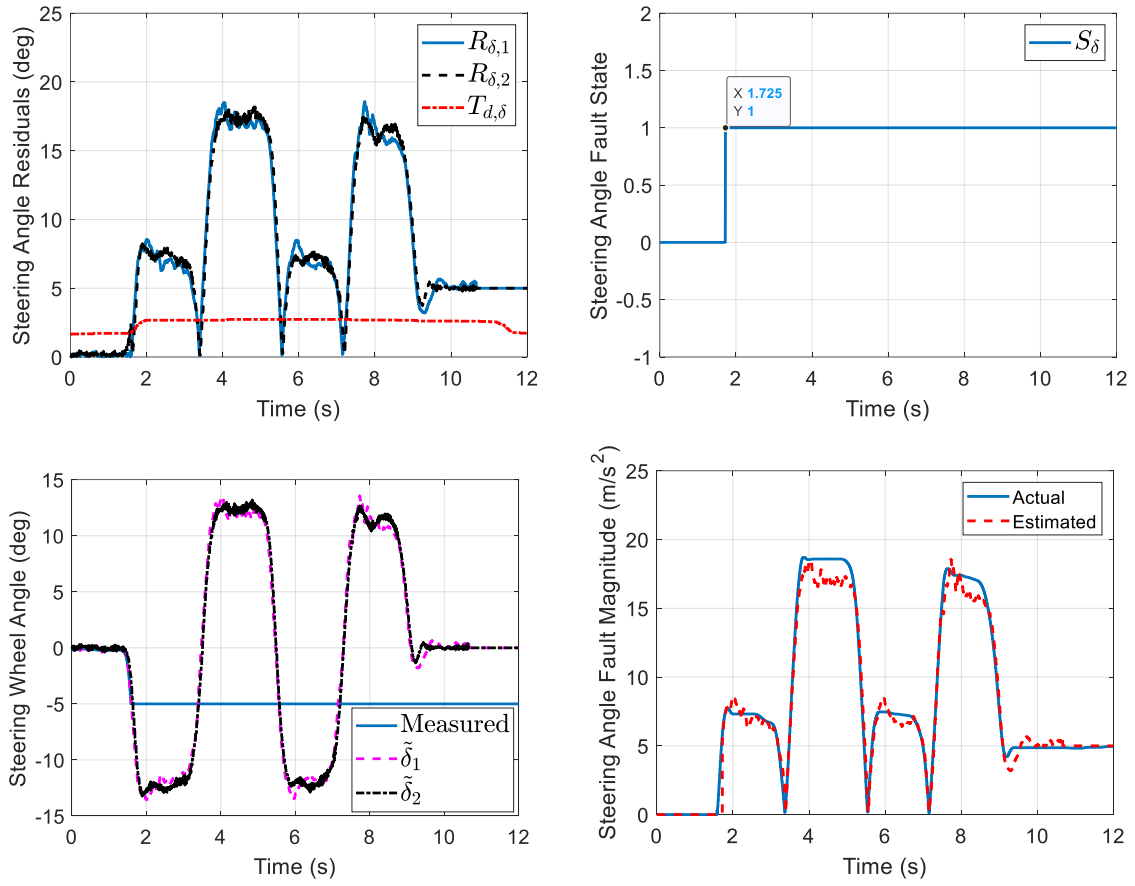 Steering Angle Residuals (deg)
25
20
15
10
5
0
0 2 4 6 8 10 12
Time (s)
R_{δ,1}
R_{δ,2}
T_{d,δ}
Steering Angle Fault State
2
1.5
1
0.5
0
-0.5
-1
0 2 4 6 8 10 12
Time (s)
S_δ
X 1.725
Y 1
Steering Wheel Angle (deg)
15
10
5
0
-5
-10
-15
0 2 4 6 8 10 12
Time (s)
Measured
δ̃₁
δ̃₂
Steering Angle Fault Magnitude (m/s²)
25
20
15
10
5
0
0 2 4 6 8 10 12
Time (s)
Actual
Estimated